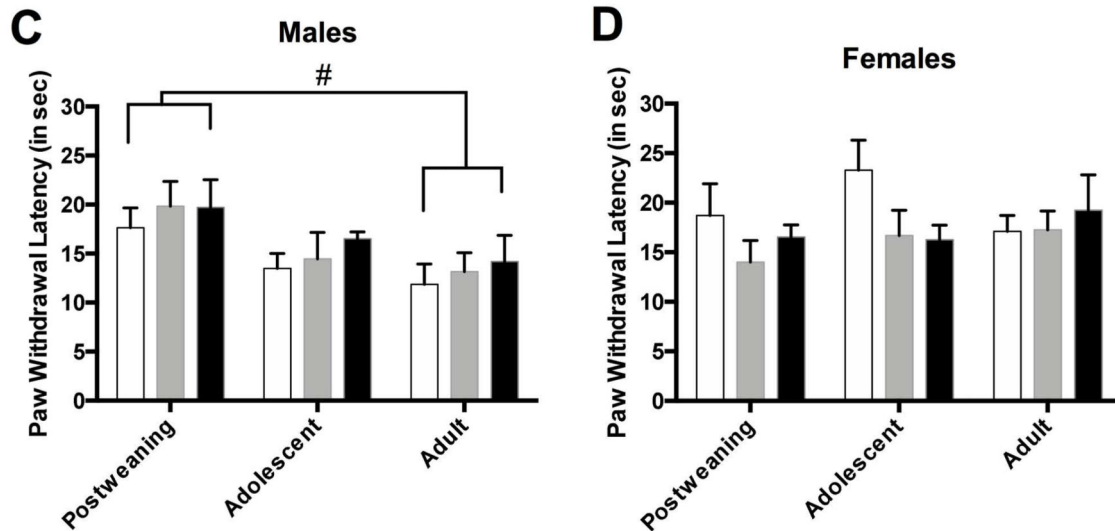 C
Males
#
Paw Withdrawal Latency (in sec)
30
25
20
15
10
5
0
Postweaning
Adolescent
Adult
D
Females
Paw Withdrawal Latency (in sec)
30
25
20
15
10
5
0
Postweaning
Adolescent
Adult